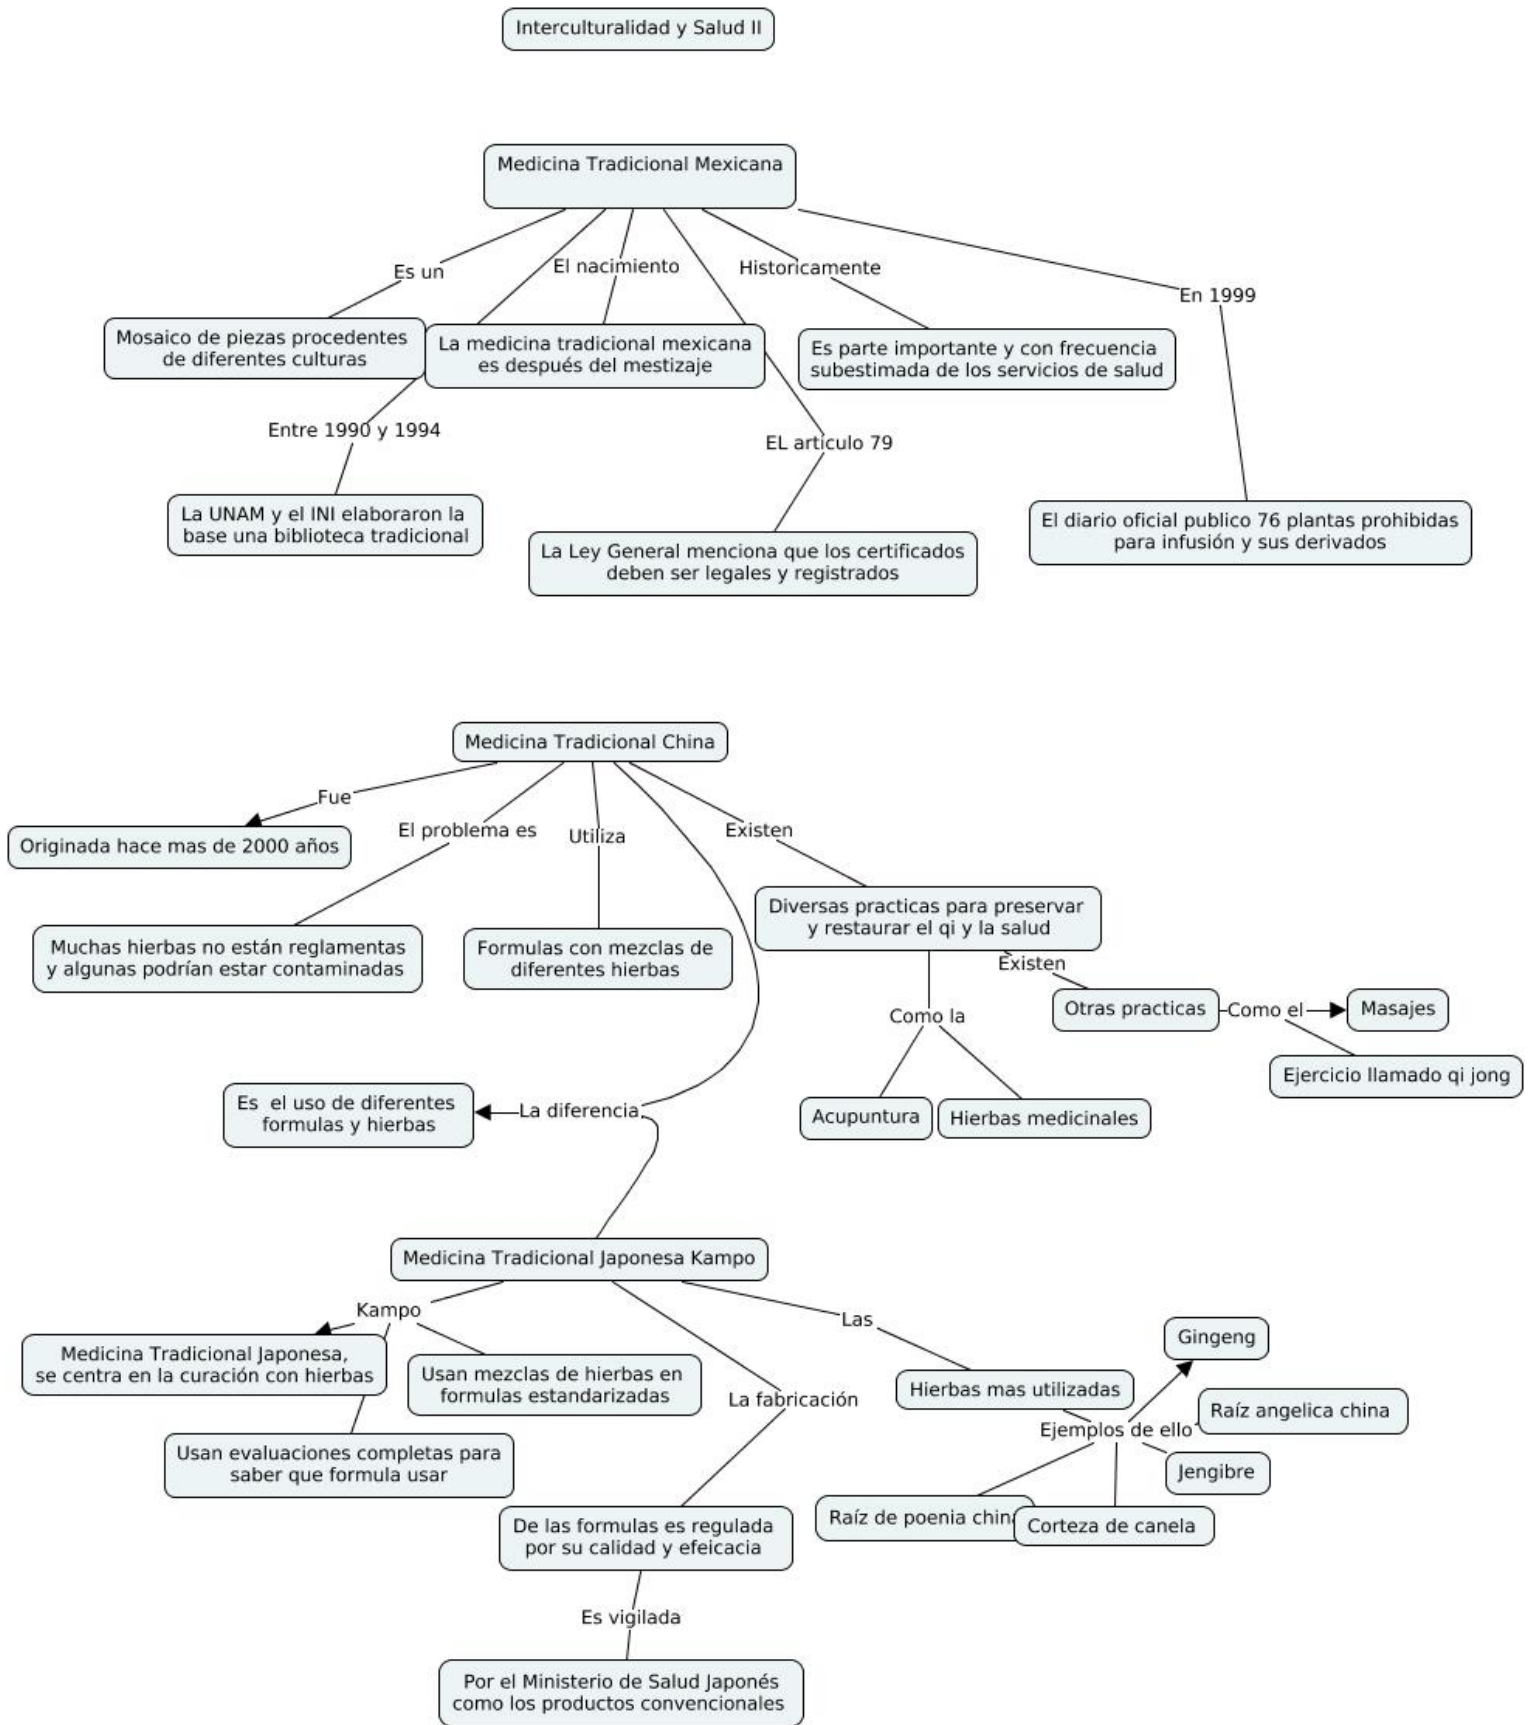 Interculturalidad y Salud II
Medicina Tradicional Mexicana
Es un
El nacimiento
Historicamente
En 1999
Mosaico de piezas procedentes
de diferentes culturas
La medicina tradicional mexicana
es después del mestizaje
Es parte importante y con frecuencia
subestimada de los servicios de salud
Entre 1990 y 1994
EL articulo 79
La UNAM y el INI elaboraron la
base una biblioteca tradicional
La Ley General menciona que los certificados
deben ser legales y registrados
El diario oficial publico 76 plantas prohibidas
para infusión y sus derivados
Medicina Tradicional China
Fue
El problema es
Utiliza
Existen
Originada hace mas de 2000 años
Muchas hierbas no están reglamentas
y algunas podrían estar contaminadas
Formulas con mezclas de
diferentes hierbas
Diversas practicas para preservar
y restaurar el qi y la salud
Existen
Como la
Otras practicas
Como el
Masajes
Ejercicio llamado qi jong
Acupuntura
Hierbas medicinales
La diferencia
Es el uso de diferentes
formulas y hierbas
Medicina Tradicional Japonesa Kampo
Kampo
Las
Medicina Tradicional Japonesa,
se centra en la curación con hierbas
Usan mezclas de hierbas en
formulas estandarizadas
La fabricación
Hierbas mas utilizadas
Gingeng
Ejemplos de ello
Raíz angelica china
Jengibre
Usan evaluaciones completas para
saber que formula usar
De las formulas es regulada
por su calidad y efeicacia
Raíz de poenia china
Corteza de canela
Es vigilada
Por el Ministerio de Salud Japonés
como los productos convencionales